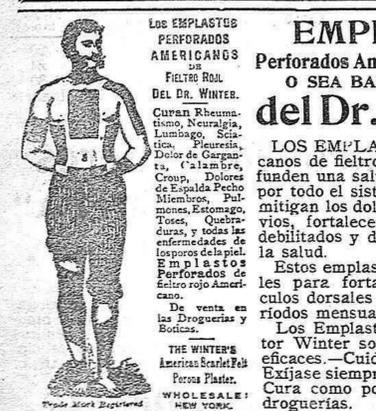 LOS EMPLASTOS
PERFORADOS
AMERICANOS
DE
FIELTRO ROJO
DEL DR. WINTER.
Curan Rheuma-
tismo, Neuralgia,
Lumbago, Scia-
tica, Pleuresia,
Dolor de Gargan-
ta, Calambre,
Croup, Dolores
de Espalda Pecho
Miembros, Pul-
mones, Estomago,
Toses, Quebra-
duras, y todas las
enfermedades de
los poros de la piel.
Emplastos
Perforados de
fieltro rojo Ameri-
cano.
De venta en
las Droguerias y
Boticas.
THE WINTER'S
American Scarlet Felt
Porous Plaster.
WHOLESALE:
NEW YORK.
Trade Mark Registered
EMP
Perforados Am
O SEA BA
del Dr.
LOS EMPLA
canos de fieltro
funden una sal
por todo el sist
mitigan los dol
vios, fortalece
debilitados y d
la salud.
Estos emplas
les para forta
culos dorsales
ríodos mensua
Los Emplast
tor Winter so
eficaces.—Cuid
Exíjase siempr
Cura como po
droguerías.